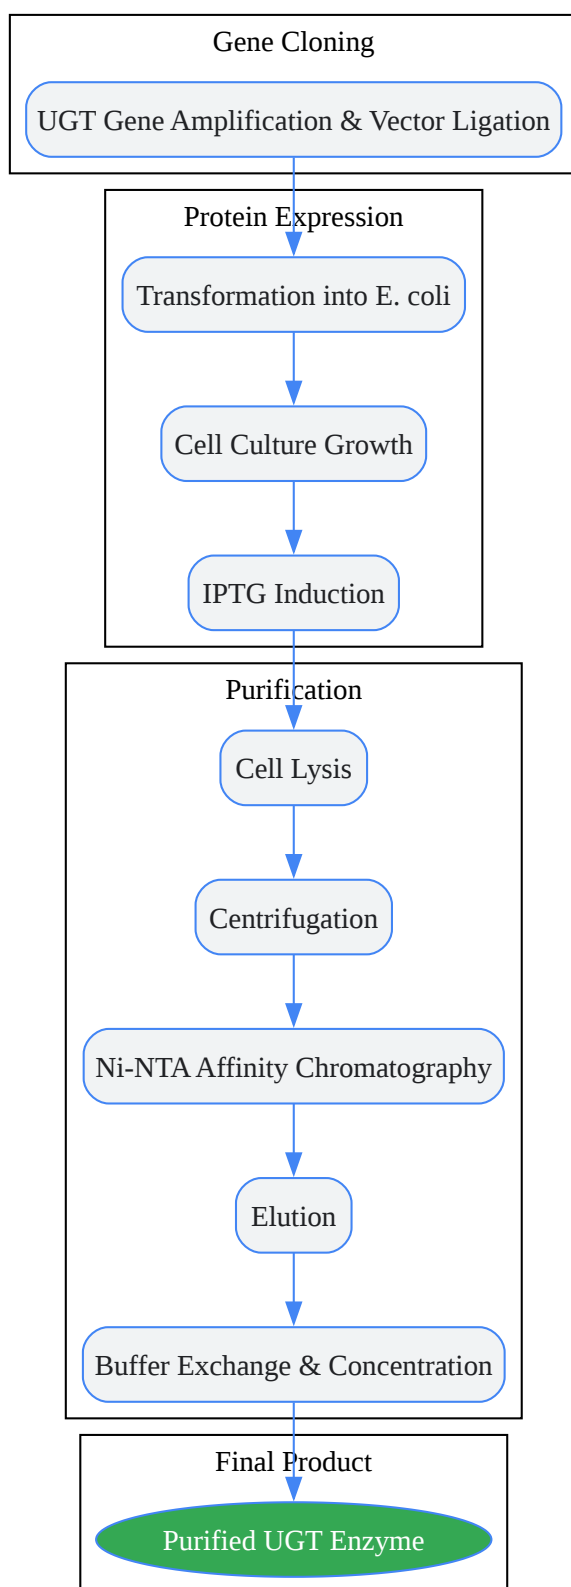 Gene Cloning
UGT Gene Amplification & Vector Ligation
Protein Expression
Transformation into E. coli
Cell Culture Growth
IPTG Induction
Purification
Cell Lysis
Centrifugation
Ni-NTA Affinity Chromatography
Elution
Buffer Exchange & Concentration
Final Product
Purified UGT Enzyme